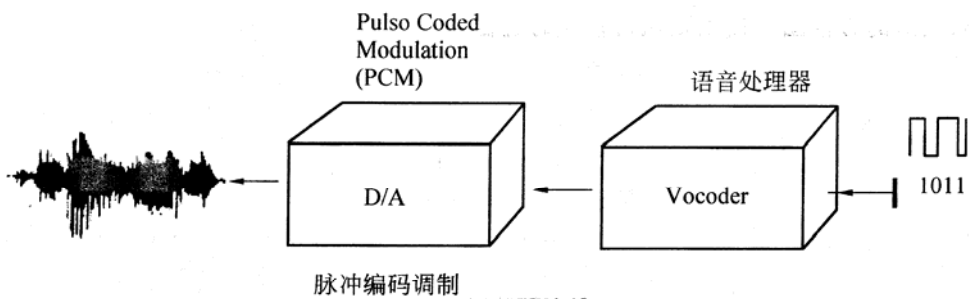 Pulso Coded
Modulation
(PCM)
语音处理器
D/A
Vocoder
1011
脉冲编码调制